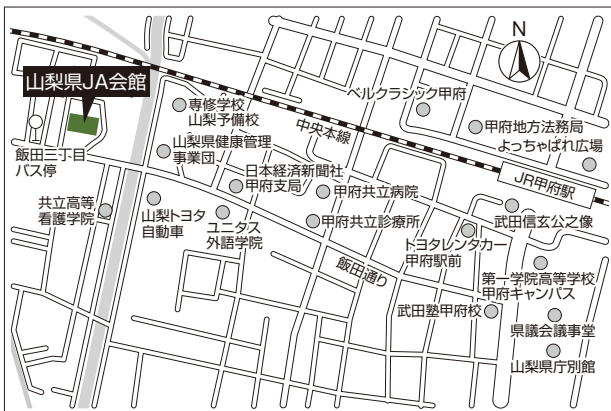 N
山梨県JA会館
ベルクラシック甲府
専修学校
山梨予備校
中央本線
甲府地方法務局
よっちゃばれ広場
飯田三丁目
バス停
山梨県健康管理
事業団
日本経済新聞社
甲府支局
JR甲府駅
甲府共立病院
共立高等
看護学院
山梨トヨタ
自動車
ユニタス
外語学院
甲府共立診療所
武田信玄公之像
トヨタレンタカー
甲府駅前
飯田通り
第一学院高等学校
甲府キャンパス
武田塾甲府校
県議会議事堂
山梨県庁別館